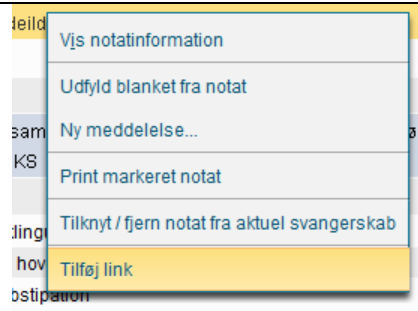 Vis notatinformation
Udfyld blanket fra notat
Ny meddelelse...
KS
Print markeret notat
Tilknyt / fjern notat fra aktuel svangerskab
Tilføj link